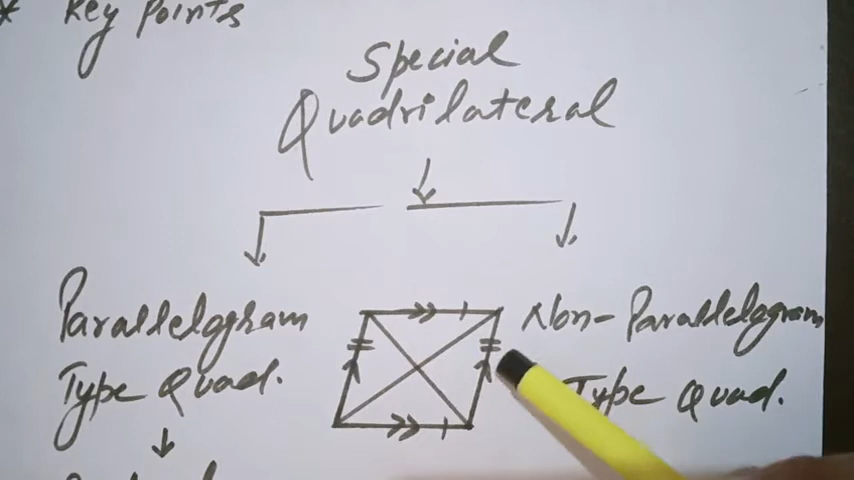 * Key Points
Special
Quadrilateral
Parallelogram
Type Quad.
Non-Parallelogram
Type Quad.